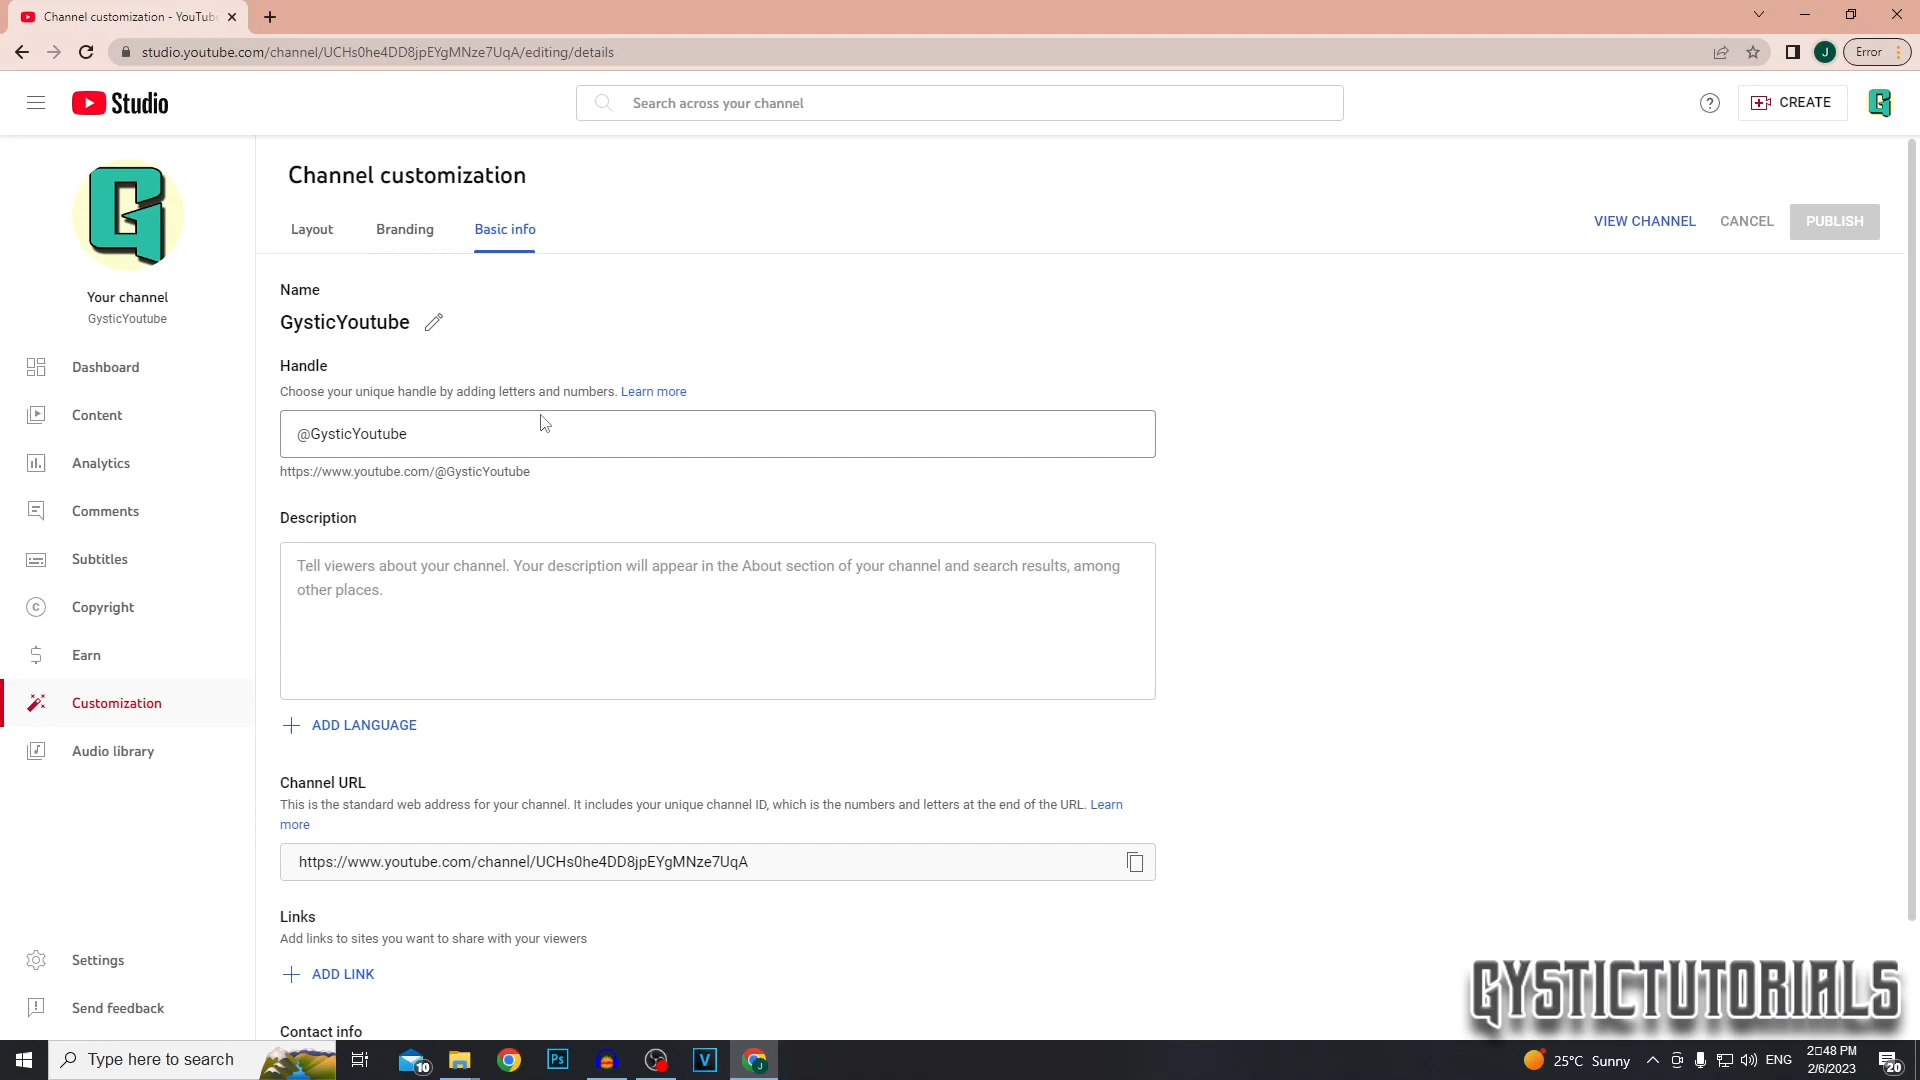 Channel customization - YouTube
studio.youtube.com/channel/UCHs0he4DD8jpEYgMNze7UqA/editing/details
J
Error
Studio
Search across your channel
CREATE
Your channel
GysticYoutube
Dashboard
Content
Analytics
Comments
Subtitles
Copyright
Earn
Customization
Audio library
Settings
Send feedback
Channel customization
Layout
Branding
Basic info
VIEW CHANNEL
CANCEL
PUBLISH
Name
GysticYoutube
Handle
Choose your unique handle by adding letters and numbers. Learn more
@GysticYoutube
https://www.youtube.com/@GysticYoutube
Description
Tell viewers about your channel. Your description will appear in the About section of your channel and search results, among
other places.
ADD LANGUAGE
Channel URL
This is the standard web address for your channel. It includes your unique channel ID, which is the numbers and letters at the end of the URL. Learn
more
https://www.youtube.com/channel/UCHs0he4DD8jpEYgMNze7UqA
Links
Add links to sites you want to share with your viewers
ADD LINK
Contact info
GYSTICTUTORIALS
Type here to search
10
Ps
V
25°C Sunny
ENG
2:48 PM
2/6/2023
20